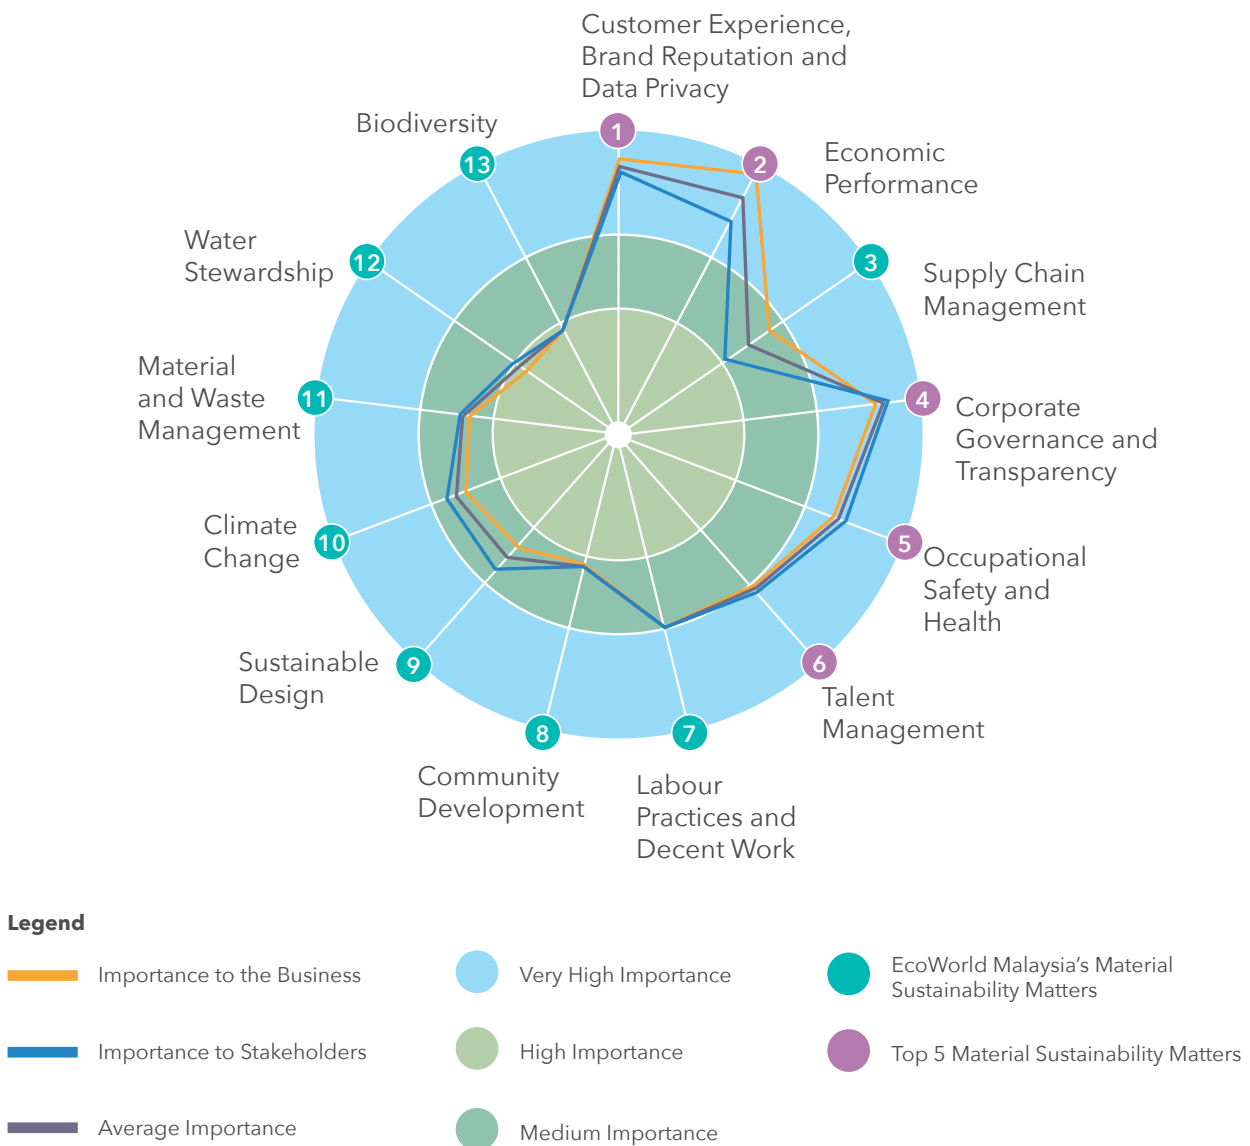 Customer Experience,
Brand Reputation and
Data Privacy
1
Biodiversity
13
2
Economic
Performance
Water
Stewardship
12
3
Supply Chain
Management
Material
and Waste
Management
11
4
Corporate
Governance and
Transparency
Climate
Change
10
5
Occupational
Safety and
Health
Sustainable
Design
9
6
Talent
Management
8
7
Community
Development
Labour
Practices and
Decent Work
Legend
Importance to the Business
Very High Importance
EcoWorld Malaysia's Material
Sustainability Matters
Importance to Stakeholders
High Importance
Top 5 Material Sustainability Matters
Average Importance
Medium Importance